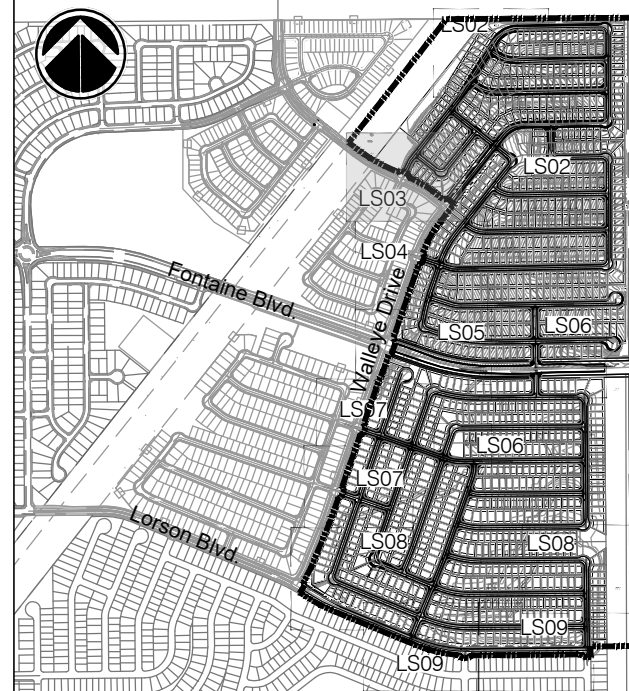 LS02
LS02
LS03
LS04
Fontaine Blvd.
Walleye Drive
LS05
LS06
LS07
LS06
LS07
Lorson Blvd.
LS08
LS08
LS09
LS09